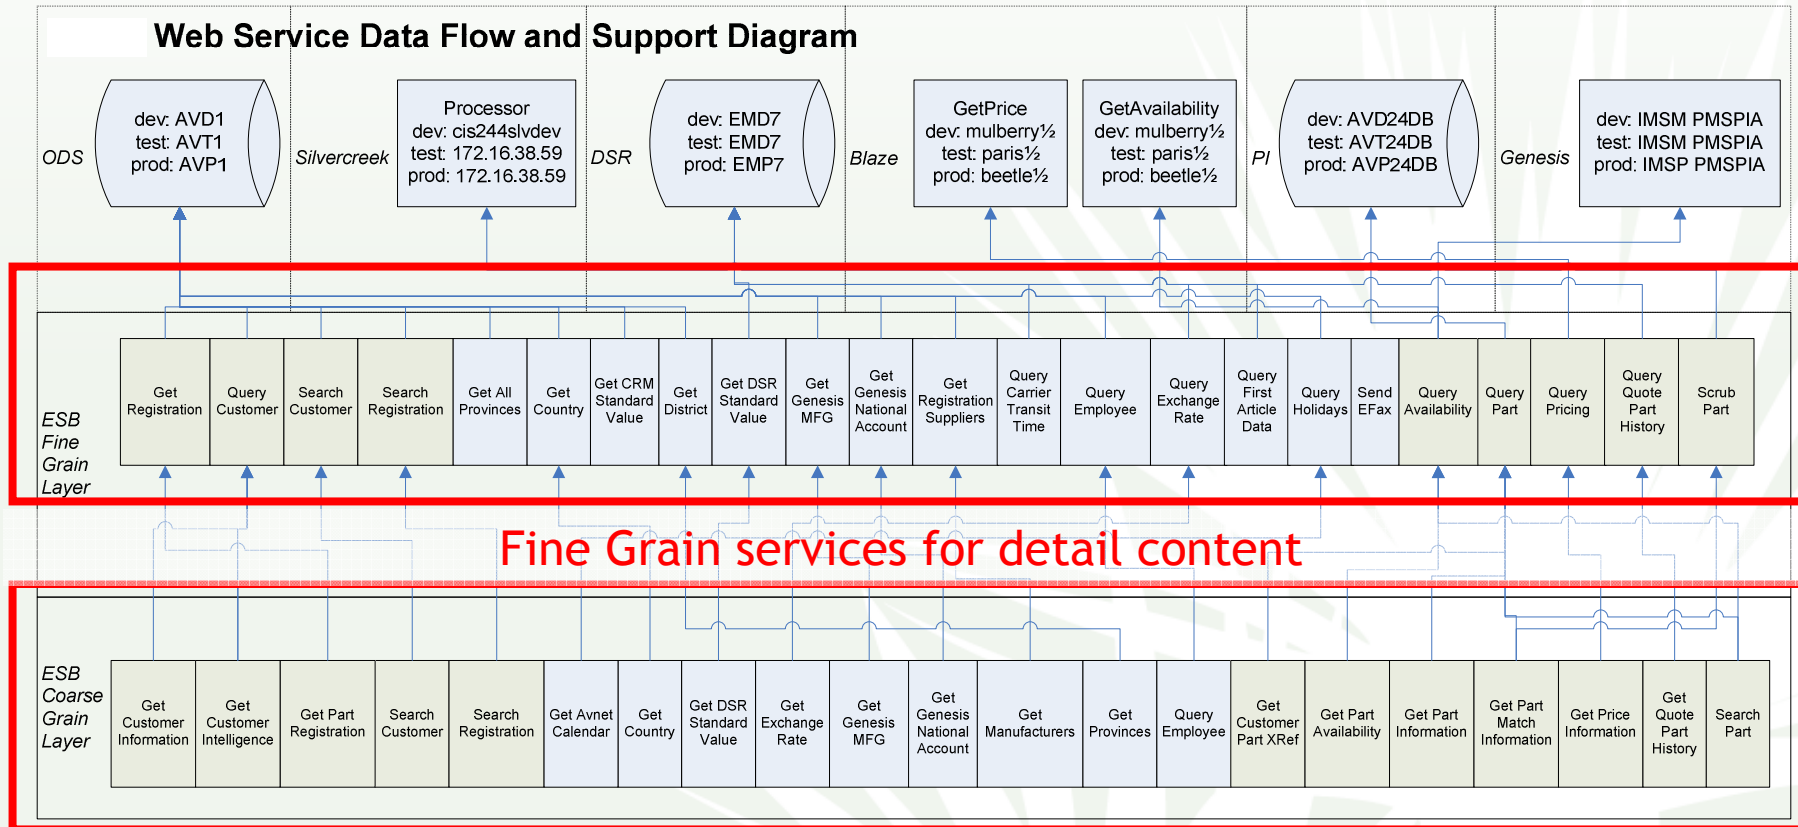 Web Service Data Flow and Support Diagram
ODS
dev: AVD1
test: AVT1
prod: AVP1
Silvercreek
Processor
dev: cis244slvdev
test: 172.16.38.59
prod: 172.16.38.59
DSR
dev: EMD7
test: EMD7
prod: EMP7
Blaze
GetPrice
dev: mulberry½
test: paris½
prod: beetle½
GetAvailability
dev: mulberry½
test: paris½
prod: beetle½
PI
dev: AVD24DB
test: AVT24DB
prod: AVP24DB
Genesis
dev: IMSM PMSPIA
test: IMSM PMSPIA
prod: IMSP PMSPIA
ESB
Fine
Grain
Layer
Get
Registration
Query
Customer
Search
Customer
Search
Registration
Get All
Provinces
Get
Country
Get CRM
Standard
Value
Get
District
Get DSR
Standard
Value
Get
Genesis
MFG
Get
Genesis
National
Account
Get
Registration
Suppliers
Query
Carrier
Transit
Time
Query
Employee
Query
Exchange
Rate
Query
First
Article
Data
Query
Holidays
Send
EFax
Query
Availability
Query
Part
Query
Pricing
Query
Quote
Part
History
Scrub
Part
Fine Grain services for detail content
ESB
Coarse
Grain
Layer
Get
Customer
Information
Get
Customer
Intelligence
Get Part
Registration
Search
Customer
Search
Registration
Get Avnet
Calendar
Get
Country
Get DSR
Standard
Value
Get
Exchange
Rate
Get
Genesis
MFG
Get
Genesis
National
Account
Get
Manufacturers
Get
Provinces
Query
Employee
Get
Customer
Part XRef
Get Part
Availability
Get Part
Information
Get Part
Match
Information
Get Price
Information
Get
Quote
Part
History
Search
Part